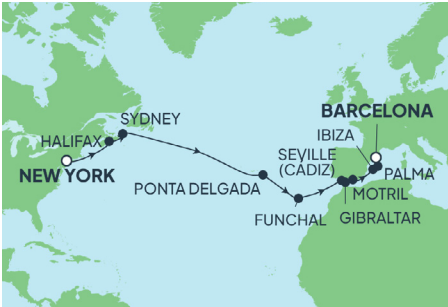 SYDNEY
HALIFAX
NEW YORK
PONTA DELGADA
FUNCHAL
SEVILLE
(CADIZ)
GIBRALTAR
MOTRIL
IBIZA
PALMA
BARCELONA